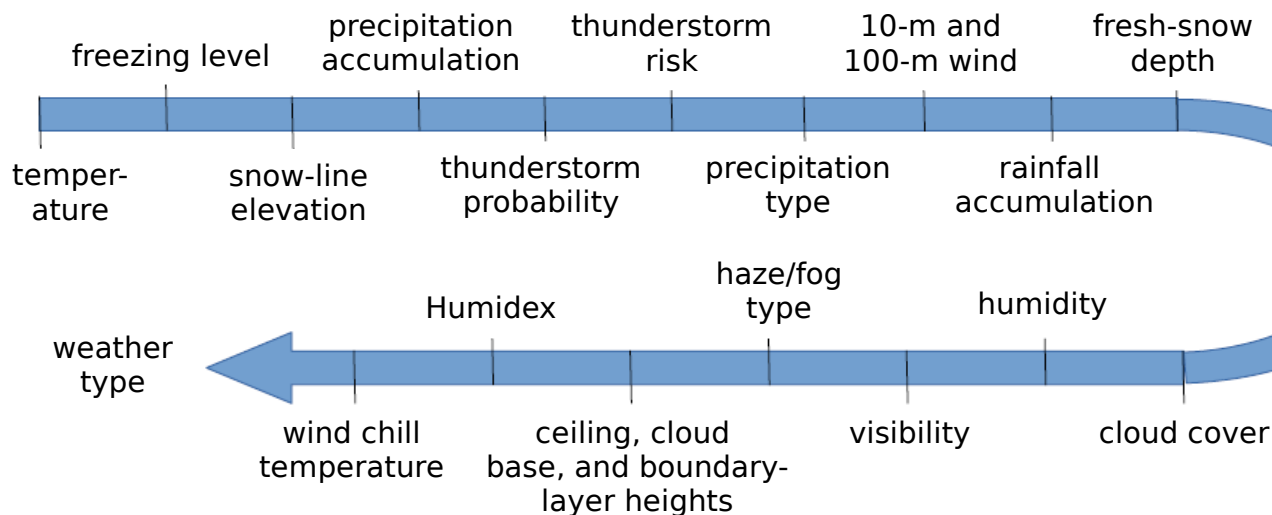 temper-
ature
freezing level
snow-line
elevation
precipitation
accumulation
thunderstorm
probability
thunderstorm
risk
precipitation
type
10-m and
100-m wind
rainfall
accumulation
fresh-snow
depth
cloud cover
humidity
visibility
haze/fog
type
ceiling, cloud
base, and boundary-
layer heights
Humidex
wind chill
temperature
weather
type